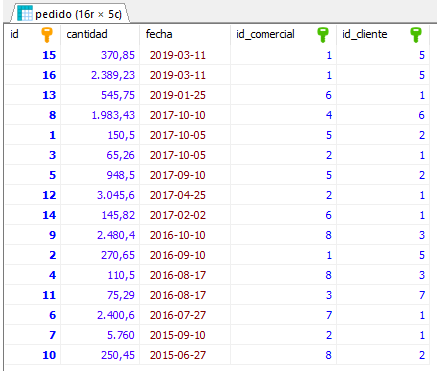 pedido (16r × 5c)
id cantidad fecha id_comercial id_cliente
15 370,85 2019-03-11 1 5
16 2.389,23 2019-03-11 1 5
13 545,75 2019-01-25 6 1
8 1.983,43 2017-10-10 4 6
1 150,5 2017-10-05 5 2
3 65,26 2017-10-05 2 1
5 948,5 2017-09-10 5 2
12 3.045,6 2017-04-25 2 1
14 145,82 2017-02-02 6 1
9 2.480,4 2016-10-10 8 3
2 270,65 2016-09-10 1 5
4 110,5 2016-08-17 8 3
11 75,29 2016-08-17 3 7
6 2.400,6 2016-07-27 7 1
7 5.760 2015-09-10 2 1
10 250,45 2015-06-27 8 2